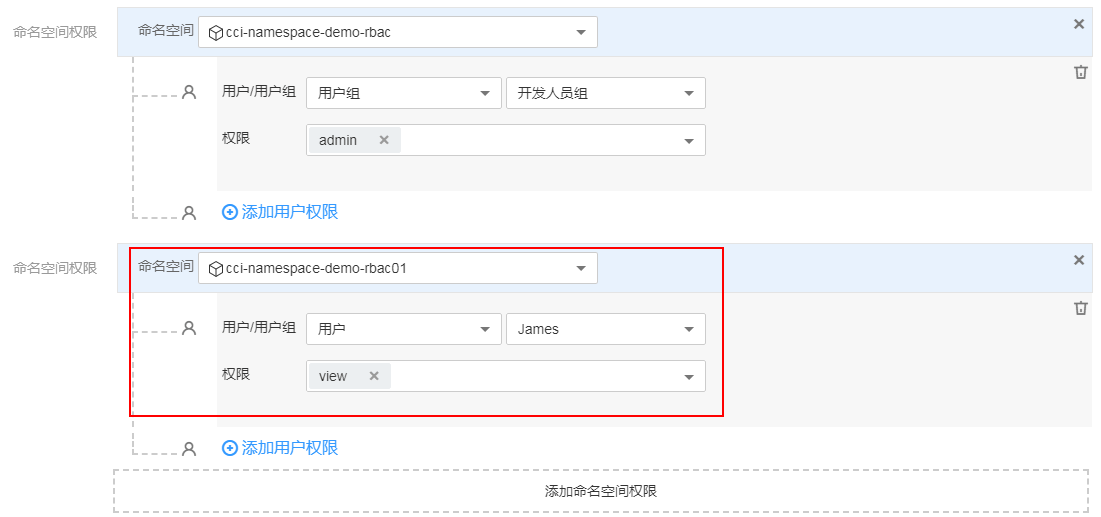 命名空间权限 命名空间 cci-namespace-demo-rbac
用户/用户组 用户组 开发人员组
权限 admin
添加用户权限
命名空间权限 命名空间 cci-namespace-demo-rbac01
用户/用户组 用户 James
权限 view
添加用户权限
添加命名空间权限